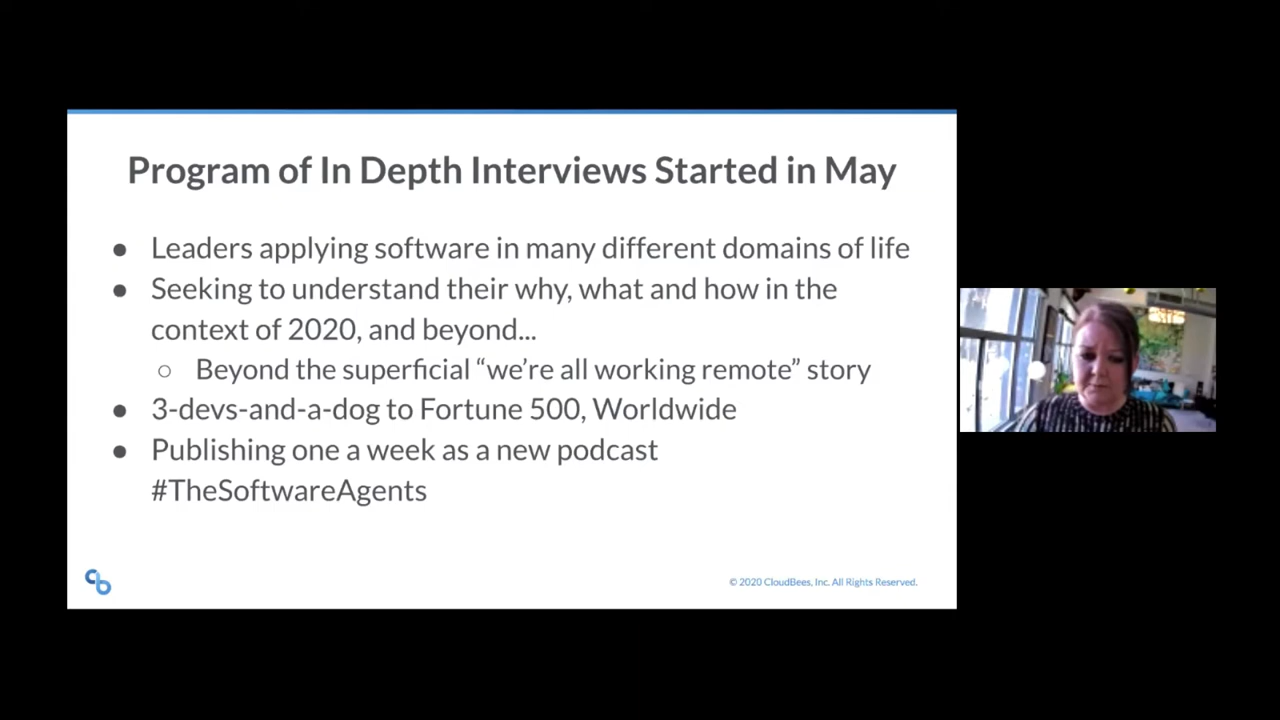 Program of In Depth Interviews Started in May
● Leaders applying software in many different domains of life
● Seeking to understand their why, what and how in the
context of 2020, and beyond...
○ Beyond the superficial “we’re all working remote” story
● 3-devs-and-a-dog to Fortune 500, Worldwide
● Publishing one a week as a new podcast
#TheSoftwareAgents
cb
© 2020 CloudBees, Inc. All Rights Reserved.